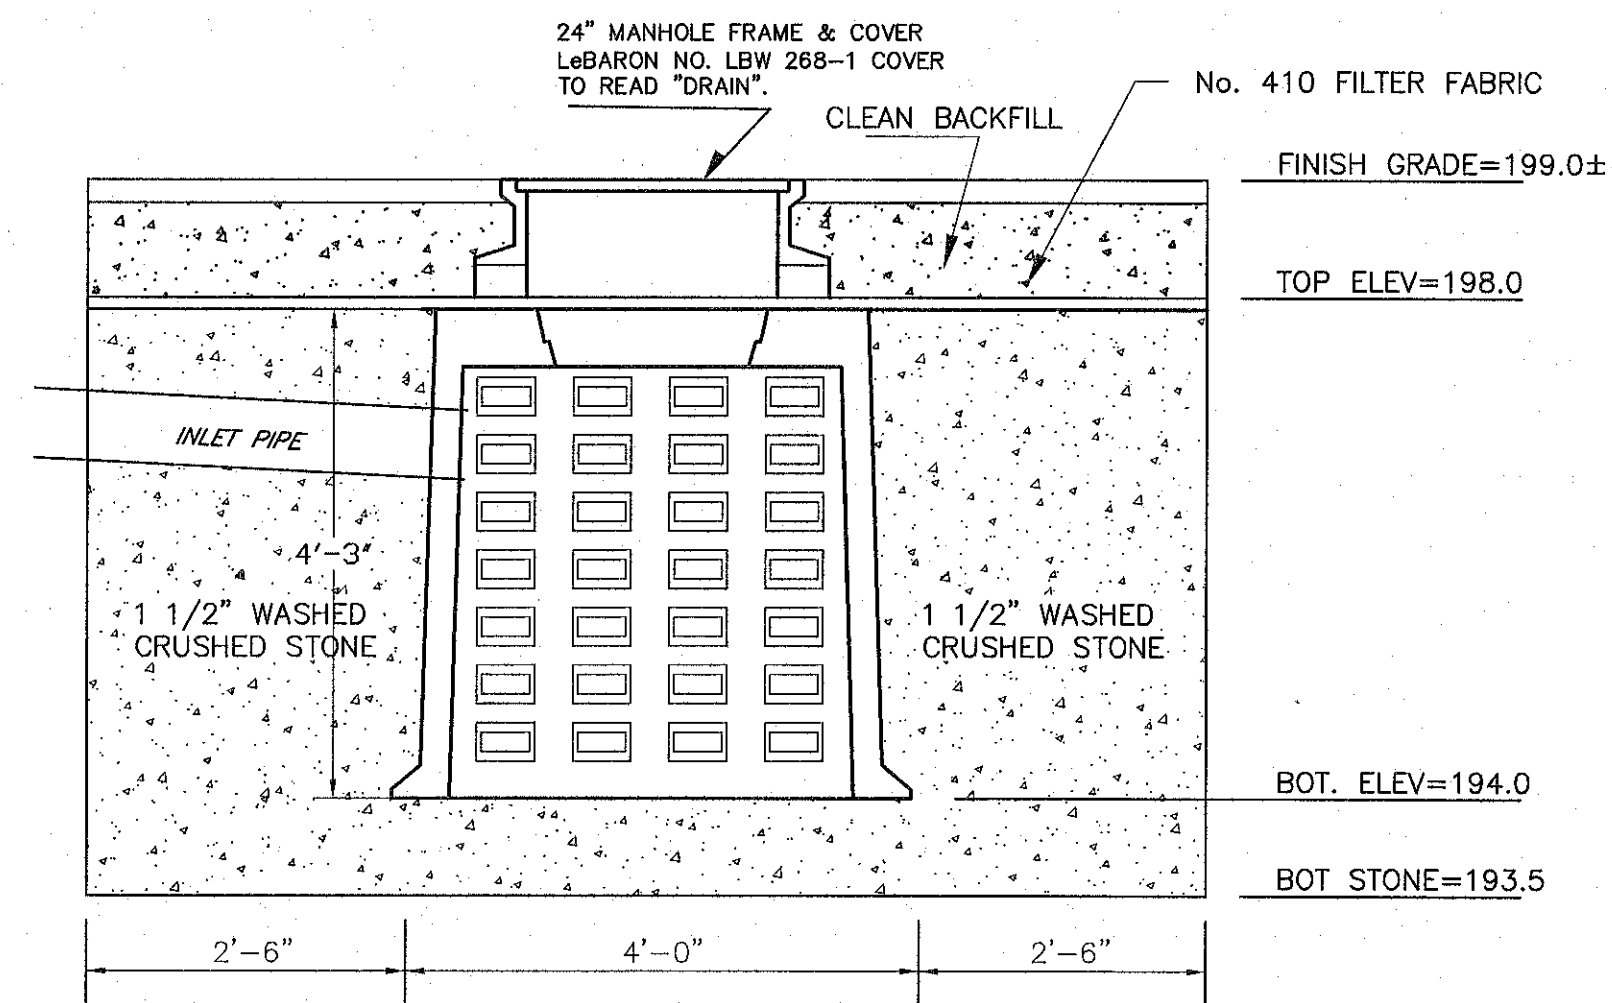 24" MANHOLE FRAME & COVER
LeBARON NO. LBW 268-1 COVER
TO READ "DRAIN".
No. 410 FILTER FABRIC
CLEAN BACKFILL
FINISH GRADE=199.0±
TOP ELEV=198.0
INLET PIPE
4'-3"
1 1/2" WASHED
CRUSHED STONE
1 1/2" WASHED
CRUSHED STONE
BOT. ELEV=194.0
BOT STONE=193.5
2'-6"
4'-0"
2'-6"